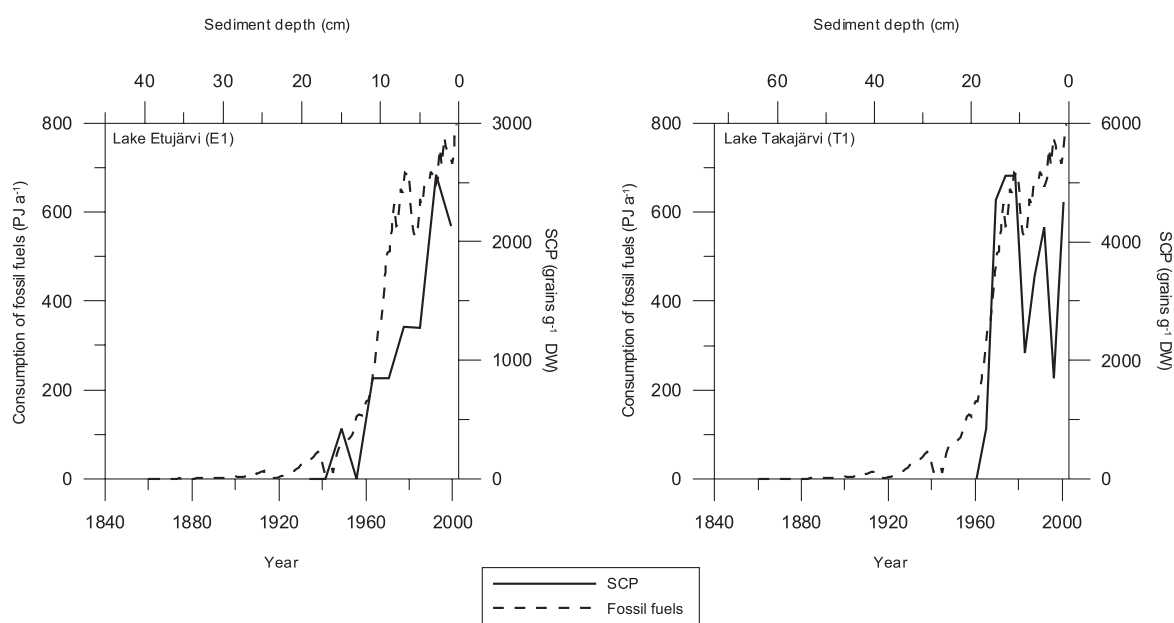 Sediment depth (cm)
40 30 20 10 0
Lake Etujärvi (E1)
800
600
400
200
0
Consumption of fossil fuels (PJ a⁻¹)
3000
2000
1000
0
SCP (grains g⁻¹ DW)
1840 1880 1920 1960 2000
Year
Sediment depth (cm)
60 40 20 0
Lake Takajärvi (T1)
800
600
400
200
0
Consumption of fossil fuels (PJ a⁻¹)
6000
4000
2000
0
SCP (grains g⁻¹ DW)
1840 1880 1920 1960 2000
Year
SCP
Fossil fuels